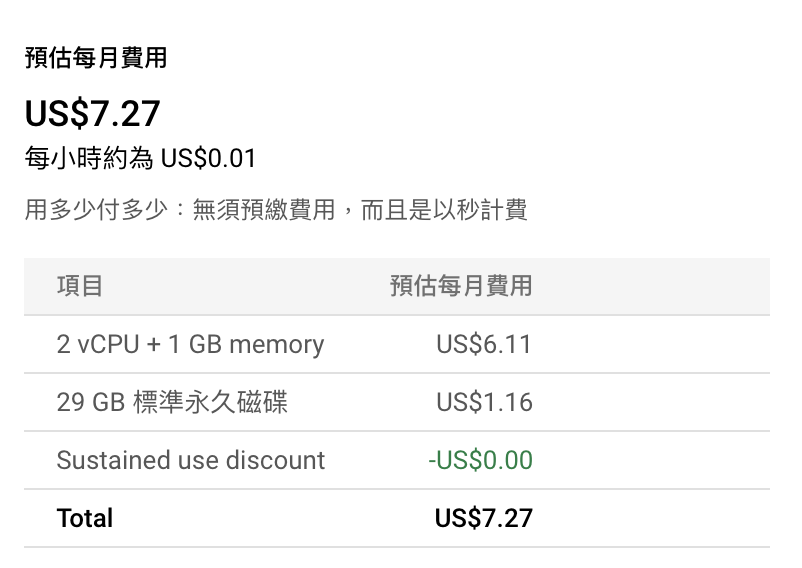 預估每月費用
US$7.27
每小時約為 US$0.01
用多少付多少：無須預繳費用，而且是以秒計費
項目 預估每月費用
2 vCPU + 1 GB memory US$6.11
29 GB 標準永久磁碟 US$1.16
Sustained use discount -US$0.00
Total US$7.27